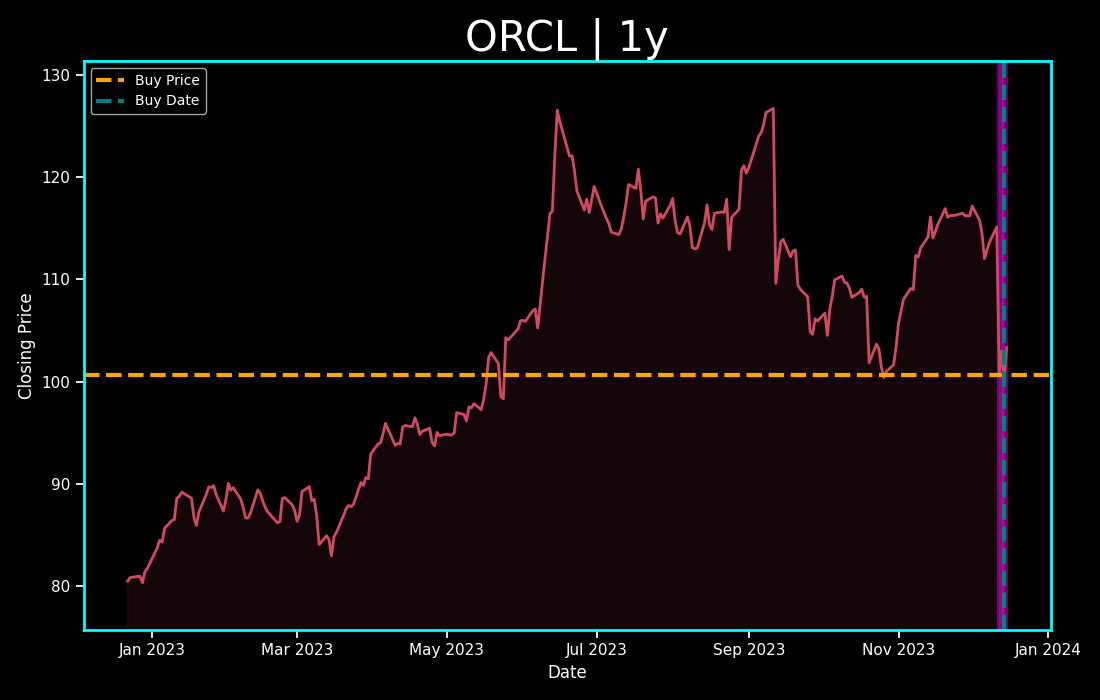 ORCL | 1y
Buy Price
Buy Date
Closing Price
130
120
110
100
90
80
Jan 2023
Mar 2023
May 2023
Jul 2023
Sep 2023
Nov 2023
Jan 2024
Date